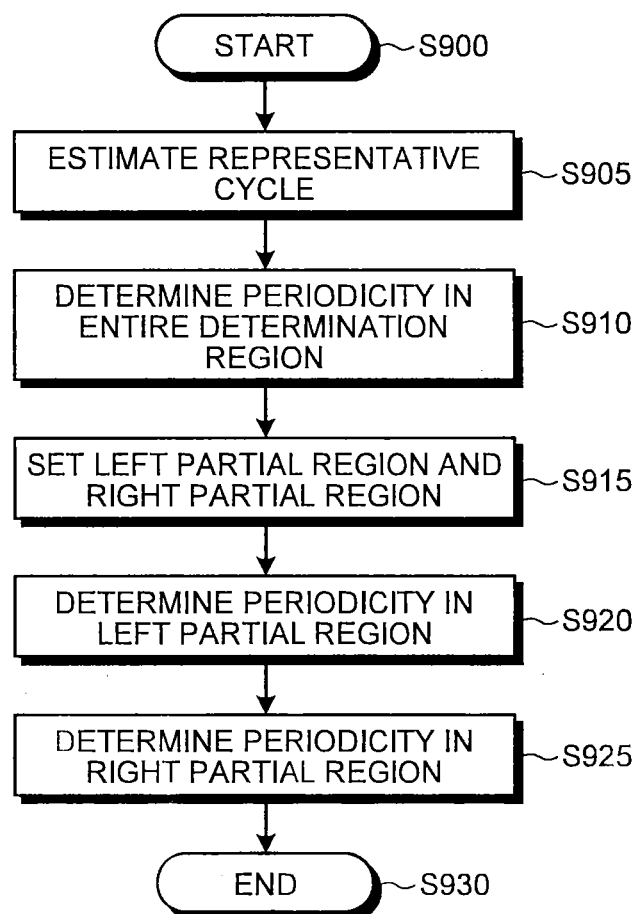 START
S900
ESTIMATE REPRESENTATIVE
CYCLE
S905
DETERMINE PERIODICITY IN
ENTIRE DETERMINATION
REGION
S910
SET LEFT PARTIAL REGION AND
RIGHT PARTIAL REGION
S915
DETERMINE PERIODICITY IN
LEFT PARTIAL REGION
S920
DETERMINE PERIODICITY IN
RIGHT PARTIAL REGION
S925
END
S930